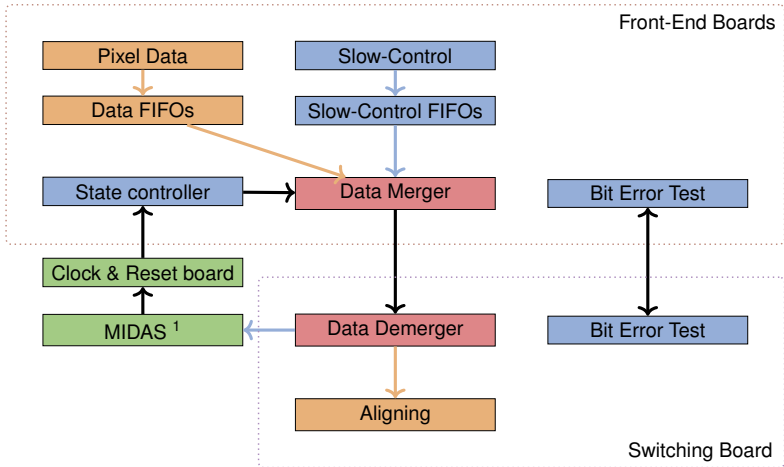 Front-End Boards
Pixel Data
Slow-Control
Data FIFOs
Slow-Control FIFOs
State controller
Data Merger
Bit Error Test
Clock & Reset board
MIDAS 1
Data Demerger
Bit Error Test
Aligning
Switching Board